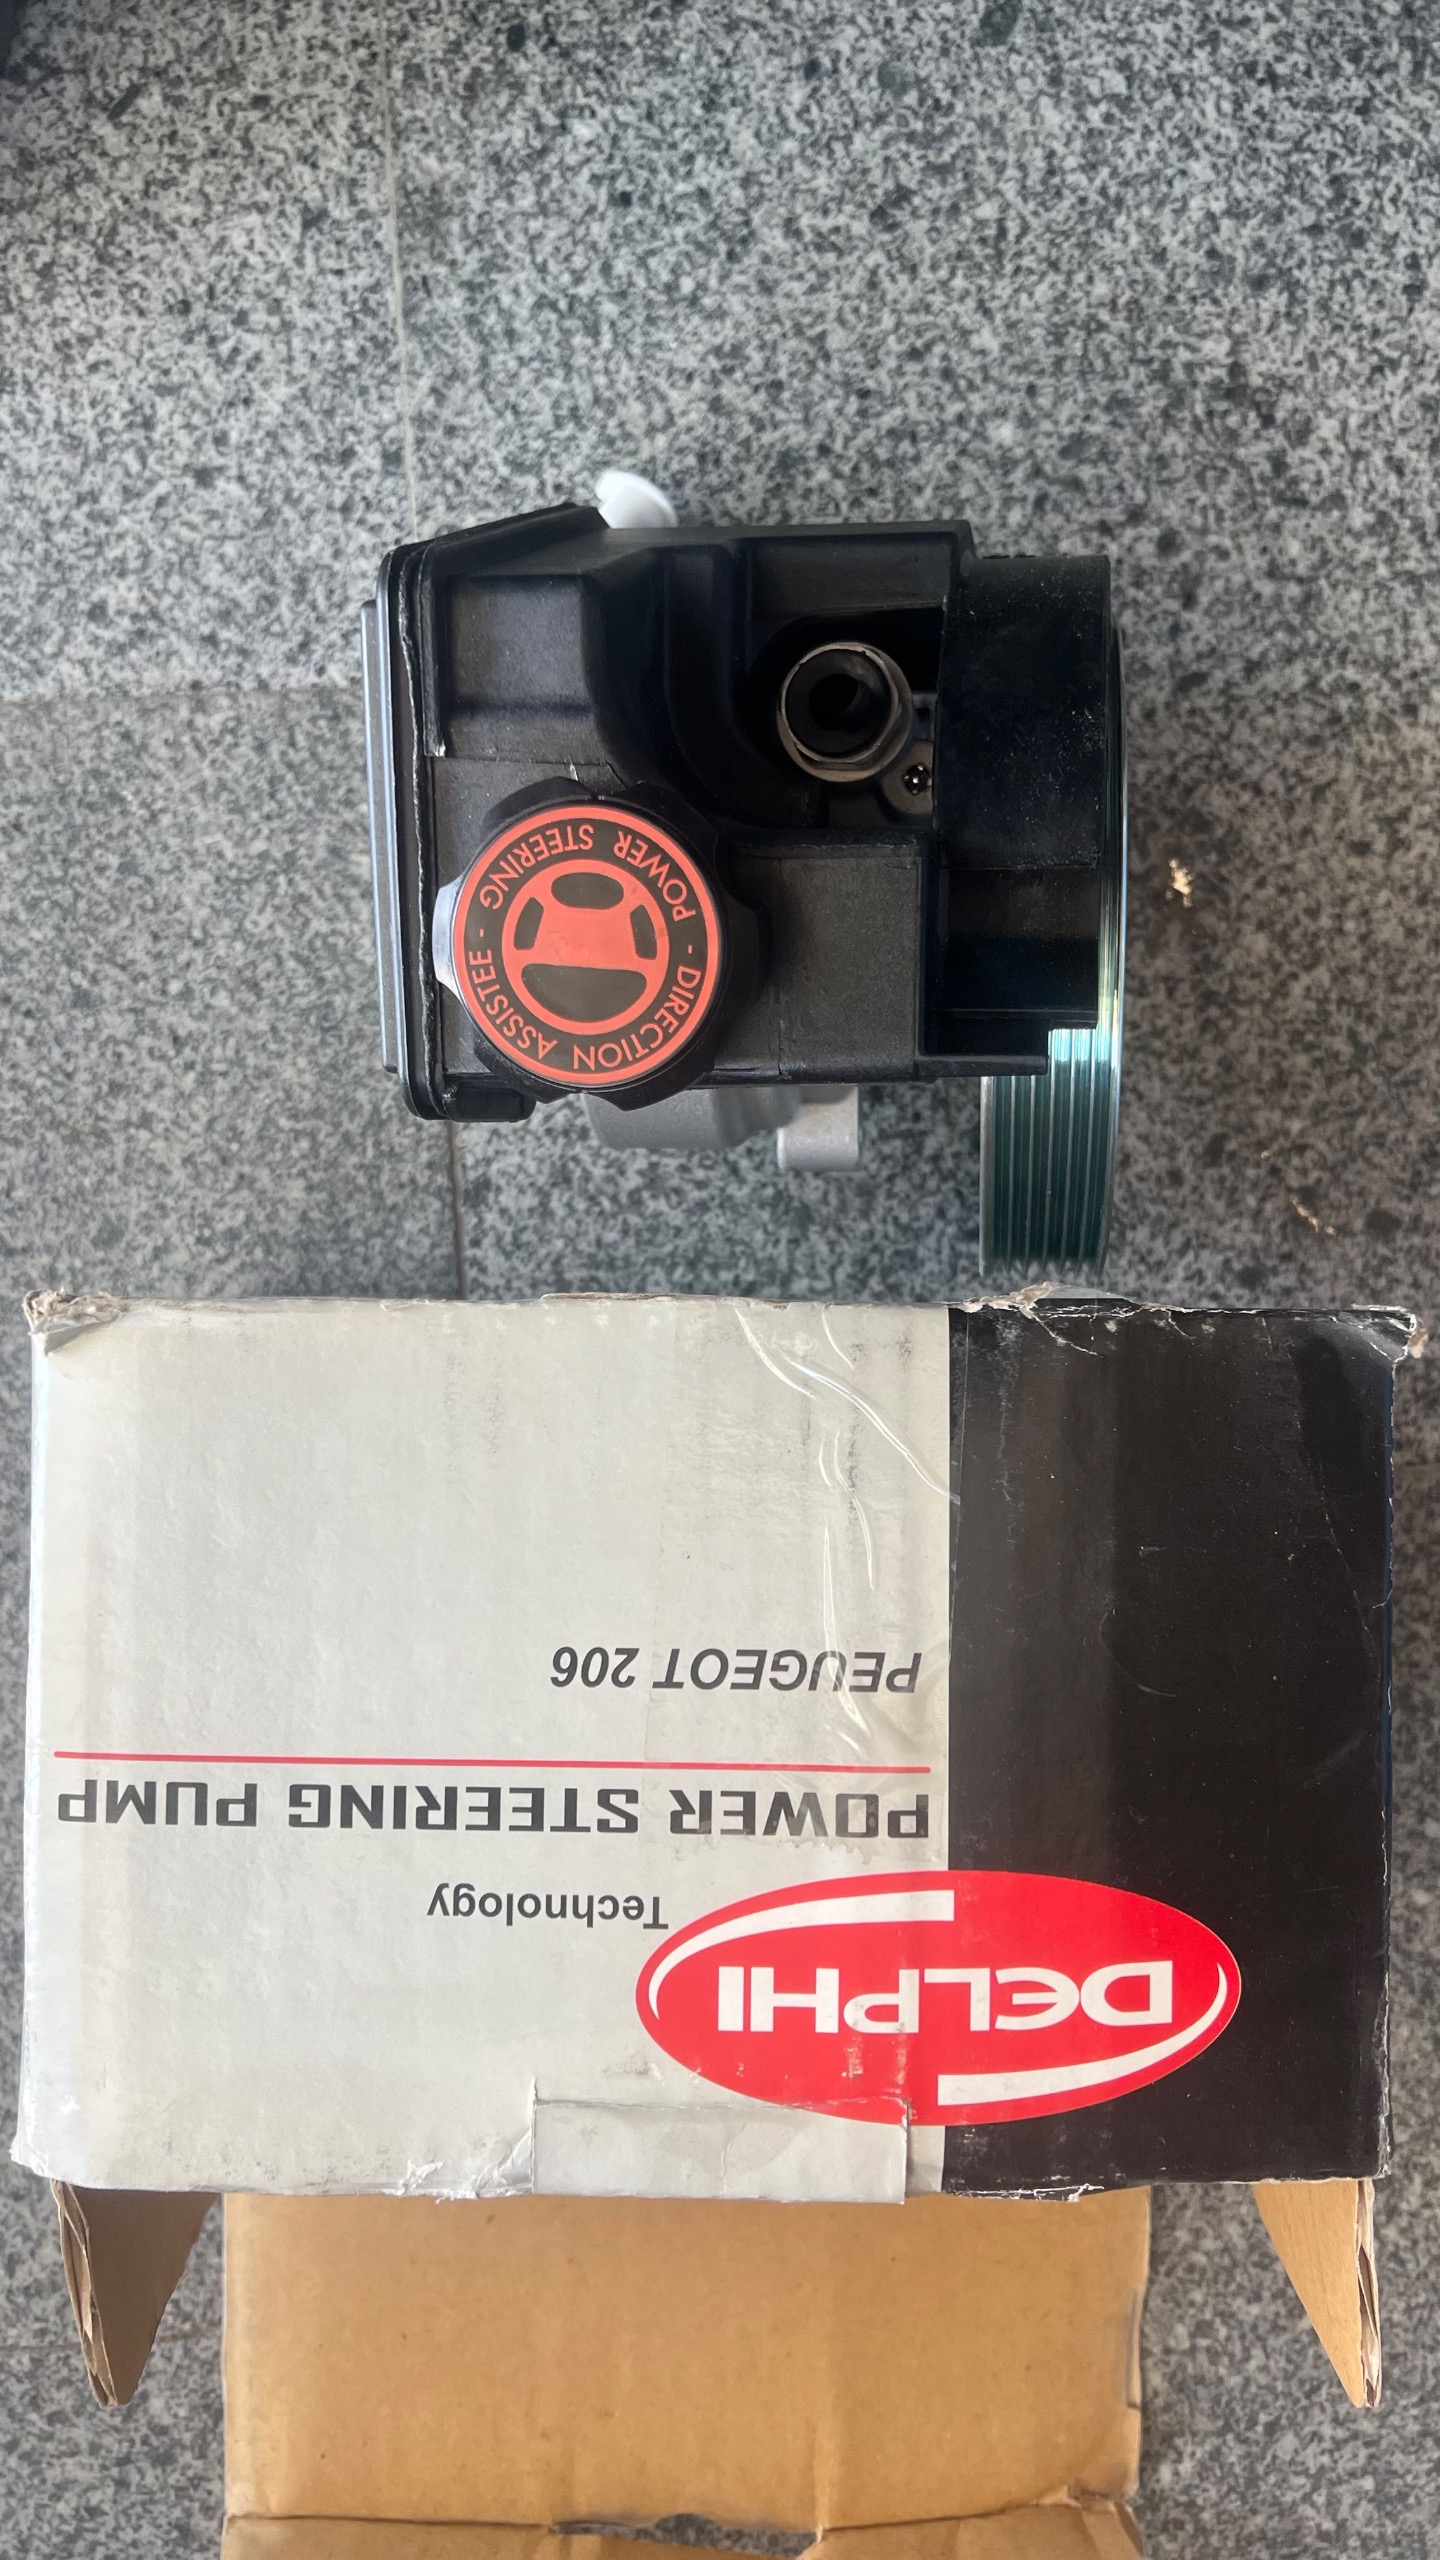 POWER STEERING - DIRECTION ASSISTEE -
DELPHI
Technology
POWER STEERING PUMP
PEUGEOT 206